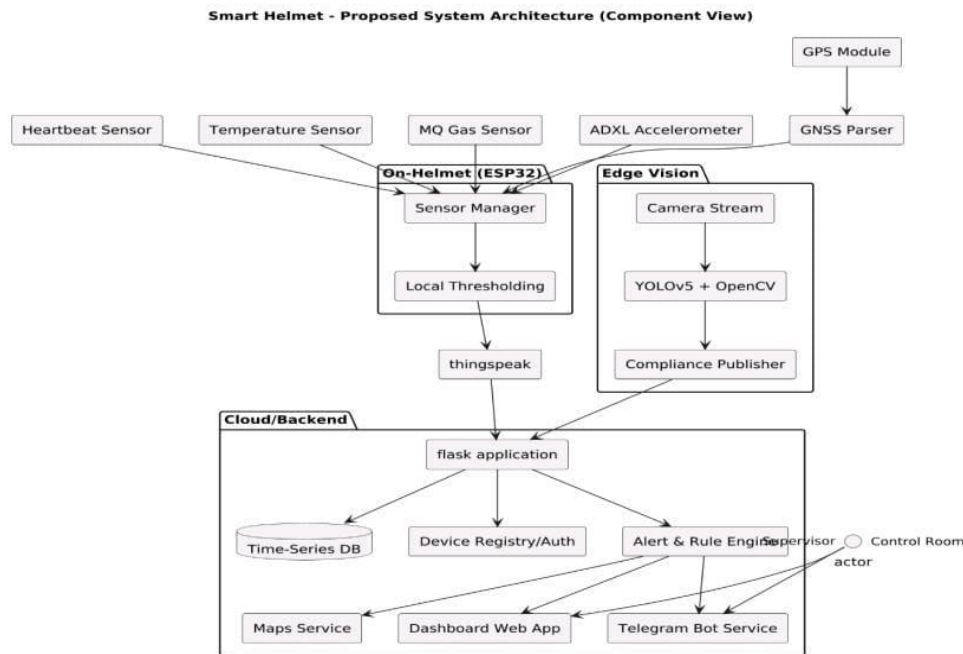 Smart Helmet - Proposed System Architecture (Component View)
GPS Module
Heartbeat Sensor
Temperature Sensor
MQ Gas Sensor
ADXL Accelerometer
GNSS Parser
On-Helmet (ESP32)
Edge Vision
Sensor Manager
Camera Stream
Local Thresholding
YOLOv5 + OpenCV
thingspeak
Compliance Publisher
Cloud/Backend
flask application
Time-Series DB
Device Registry/Auth
Alert & Rule Engine
Supervisor
Control Room
actor
Maps Service
Dashboard Web App
Telegram Bot Service